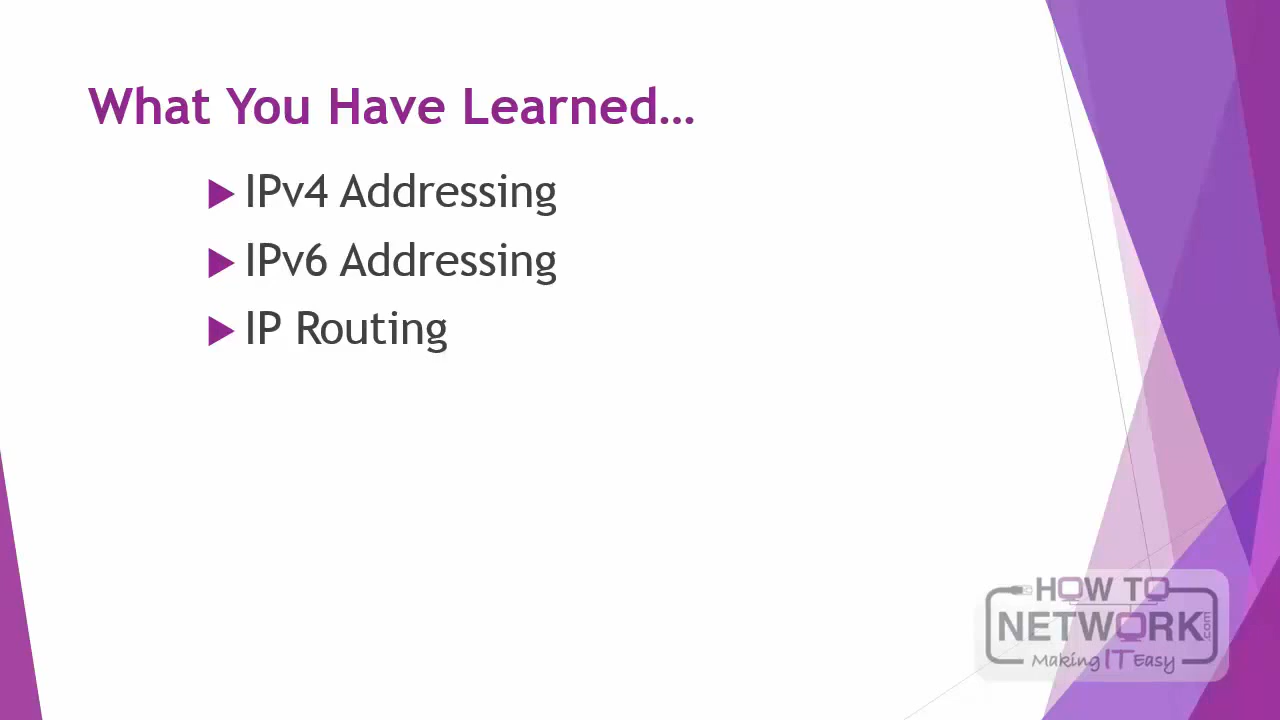 What You Have Learned…
IPv4 Addressing
IPv6 Addressing
IP Routing
HOW TO
NETWORK.com
Making IT Easy